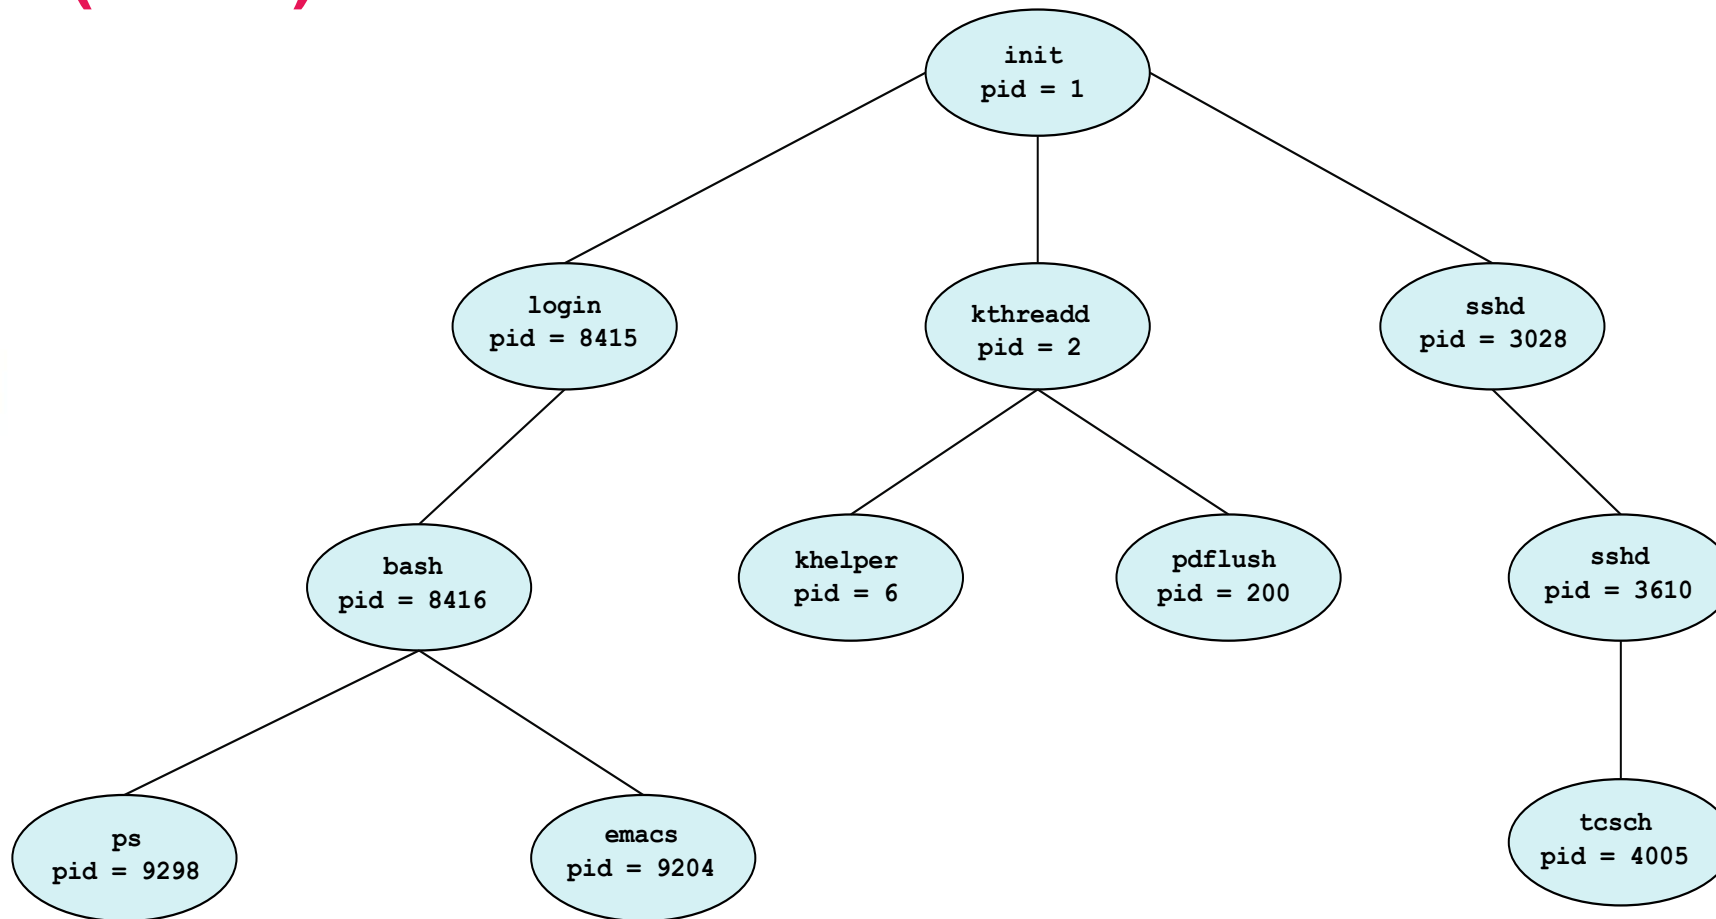 init
pid = 1
login
pid = 8415
kthreadd
pid = 2
sshd
pid = 3028
bash
pid = 8416
khelper
pid = 6
pdflush
pid = 200
sshd
pid = 3610
ps
pid = 9298
emacs
pid = 9204
tcsch
pid = 4005